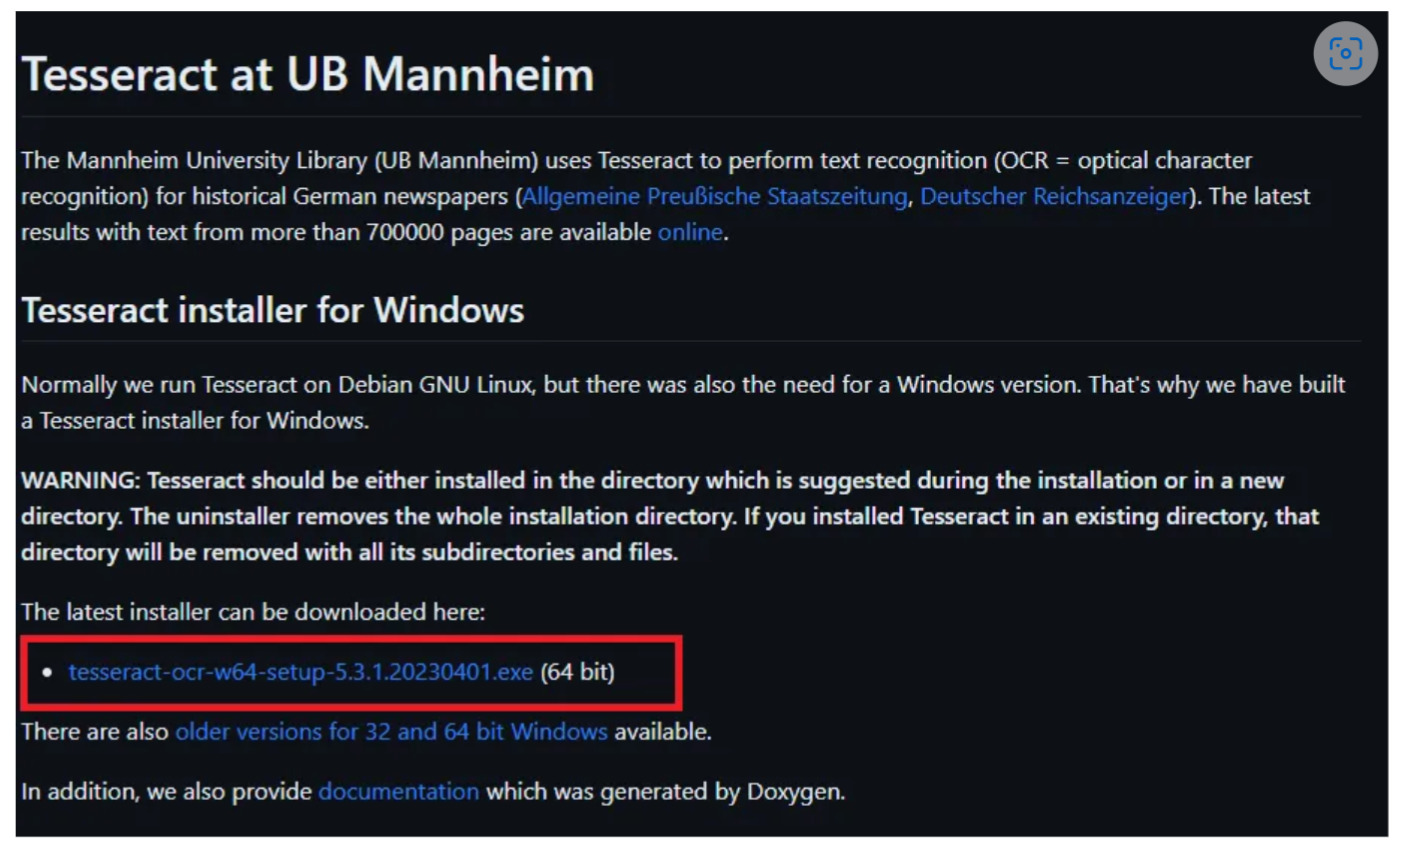 Tesseract at UB Mannheim
The Mannheim University Library (UB Mannheim) uses Tesseract to perform text recognition (OCR = optical character
recognition) for historical German newspapers (Allgemeine Preußische Staatszeitung, Deutscher Reichsanzeiger). The latest
results with text from more than 700000 pages are available online.
Tesseract installer for Windows
Normally we run Tesseract on Debian GNU Linux, but there was also the need for a Windows version. That's why we have built
a Tesseract installer for Windows.
WARNING: Tesseract should be either installed in the directory which is suggested during the installation or in a new
directory. The uninstaller removes the whole installation directory. If you installed Tesseract in an existing directory, that
directory will be removed with all its subdirectories and files.
The latest installer can be downloaded here:
• tesseract-ocr-w64-setup-5.3.1.20230401.exe (64 bit)
There are also older versions for 32 and 64 bit Windows available.
In addition, we also provide documentation which was generated by Doxygen.